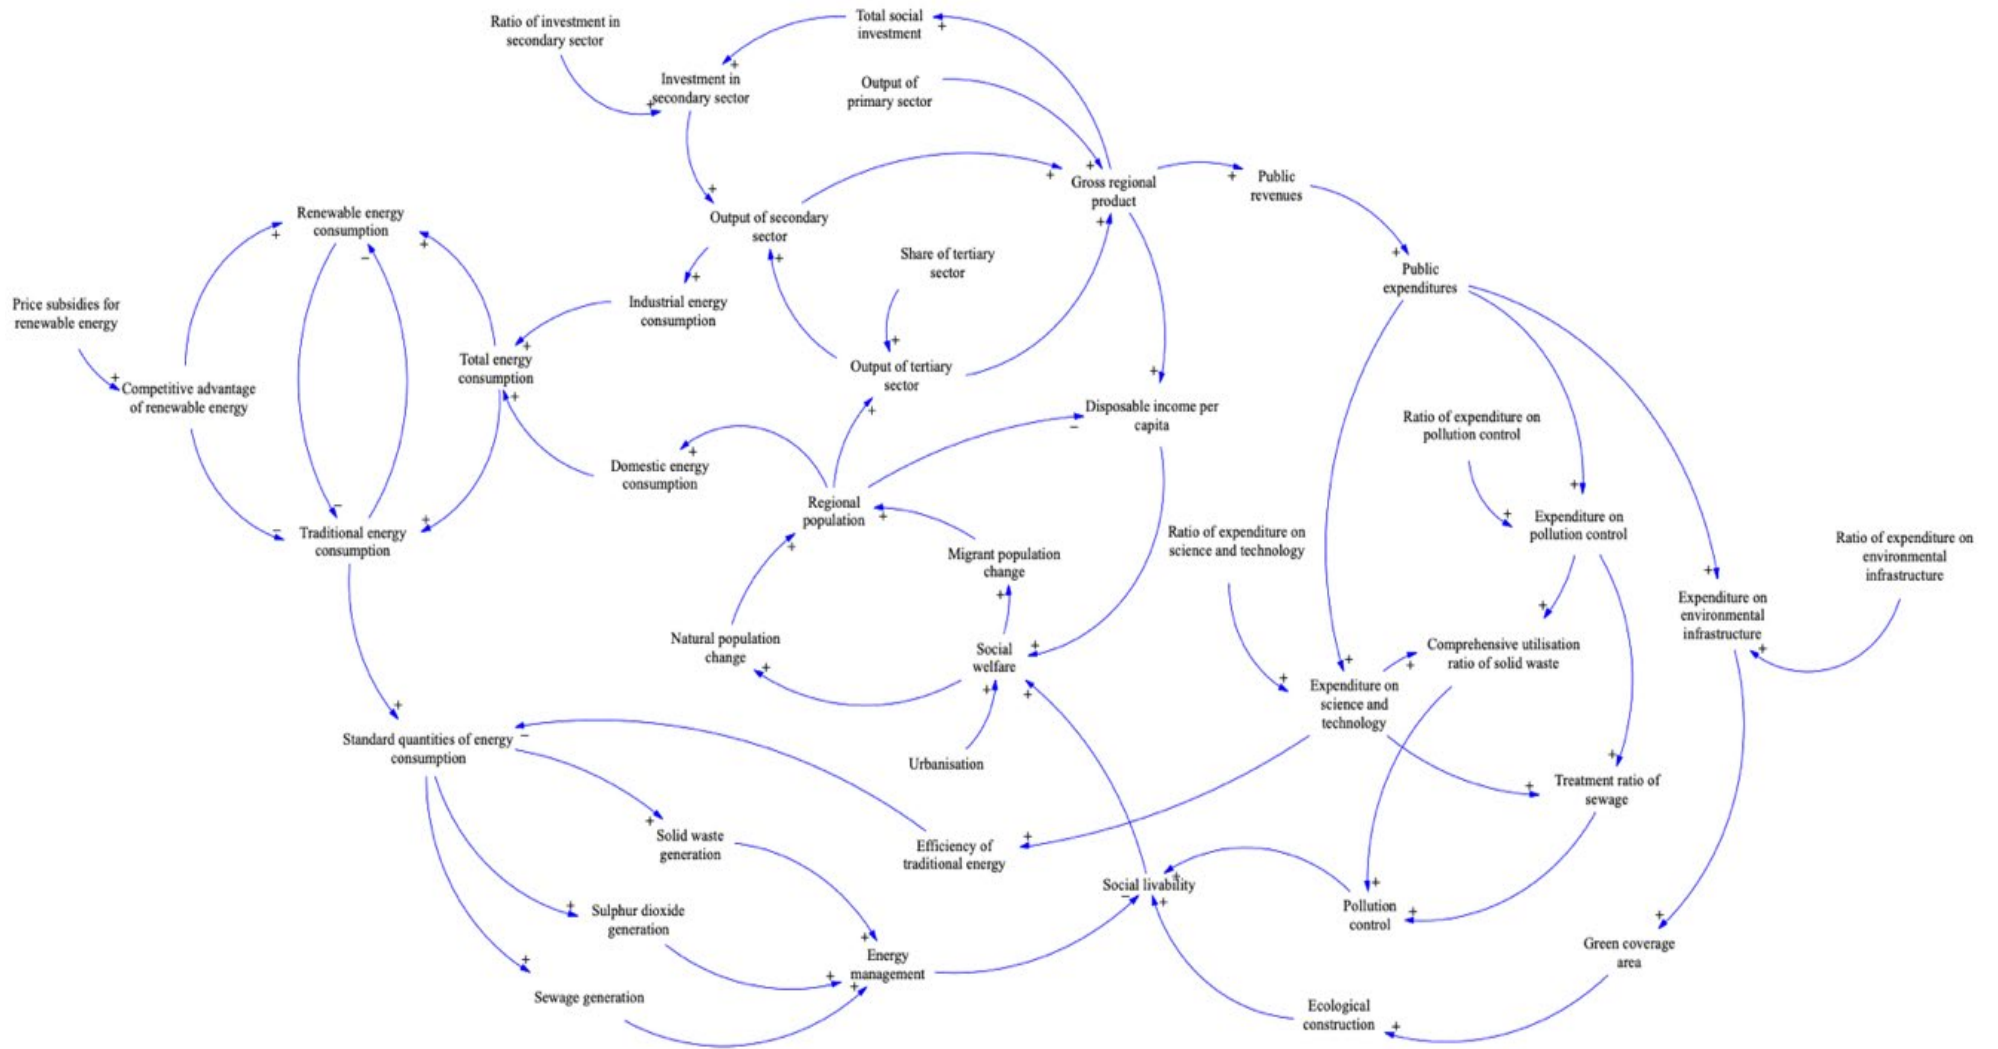 Ratio of investment in
secondary sector
Total social
investment
Investment in
secondary sector
Output of
primary sector
Gross regional
product
Public
revenues
Renewable energy
consumption
Output of secondary
sector
Share of tertiary
sector
Public
expenditures
Price subsidies for
renewable energy
Industrial energy
consumption
Total energy
consumption
Output of tertiary
sector
Competitive advantage
of renewable energy
Disposable income per
capita
Ratio of expenditure on
pollution control
Domestic energy
consumption
Regional
population
Traditional energy
consumption
Migrant population
change
Ratio of expenditure on
science and technology
Expenditure on
pollution control
Ratio of expenditure on
environmental
infrastructure
Expenditure on
environmental
infrastructure
Natural population
change
Social
welfare
Comprehensive utilisation
ratio of solid waste
Expenditure on
science and
technology
Standard quantities of energy
consumption
Urbanisation
Treatment ratio of
sewage
Solid waste
generation
Efficiency of
traditional energy
Social livability
Sulphur dioxide
generation
Pollution
control
Green coverage
area
Energy
management
Sewage generation
Ecological
construction